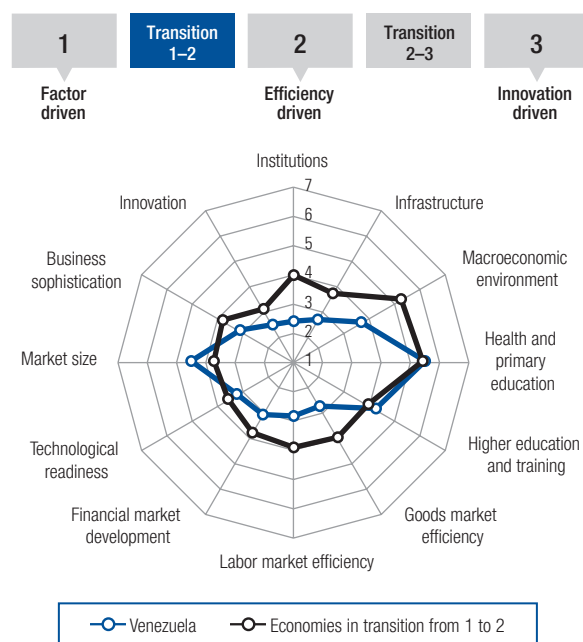 1
Transition
1–2
2
Transition
2–3
3
Factor
driven
Efficiency
driven
Innovation
driven
Institutions
7
6
5
4
3
2
1
Infrastructure
Macroeconomic
environment
Health and
primary
education
Higher education
and training
Goods market
efficiency
Labor market efficiency
Financial market
development
Technological
readiness
Market size
Business
sophistication
Innovation
Venezuela
Economies in transition from 1 to 2